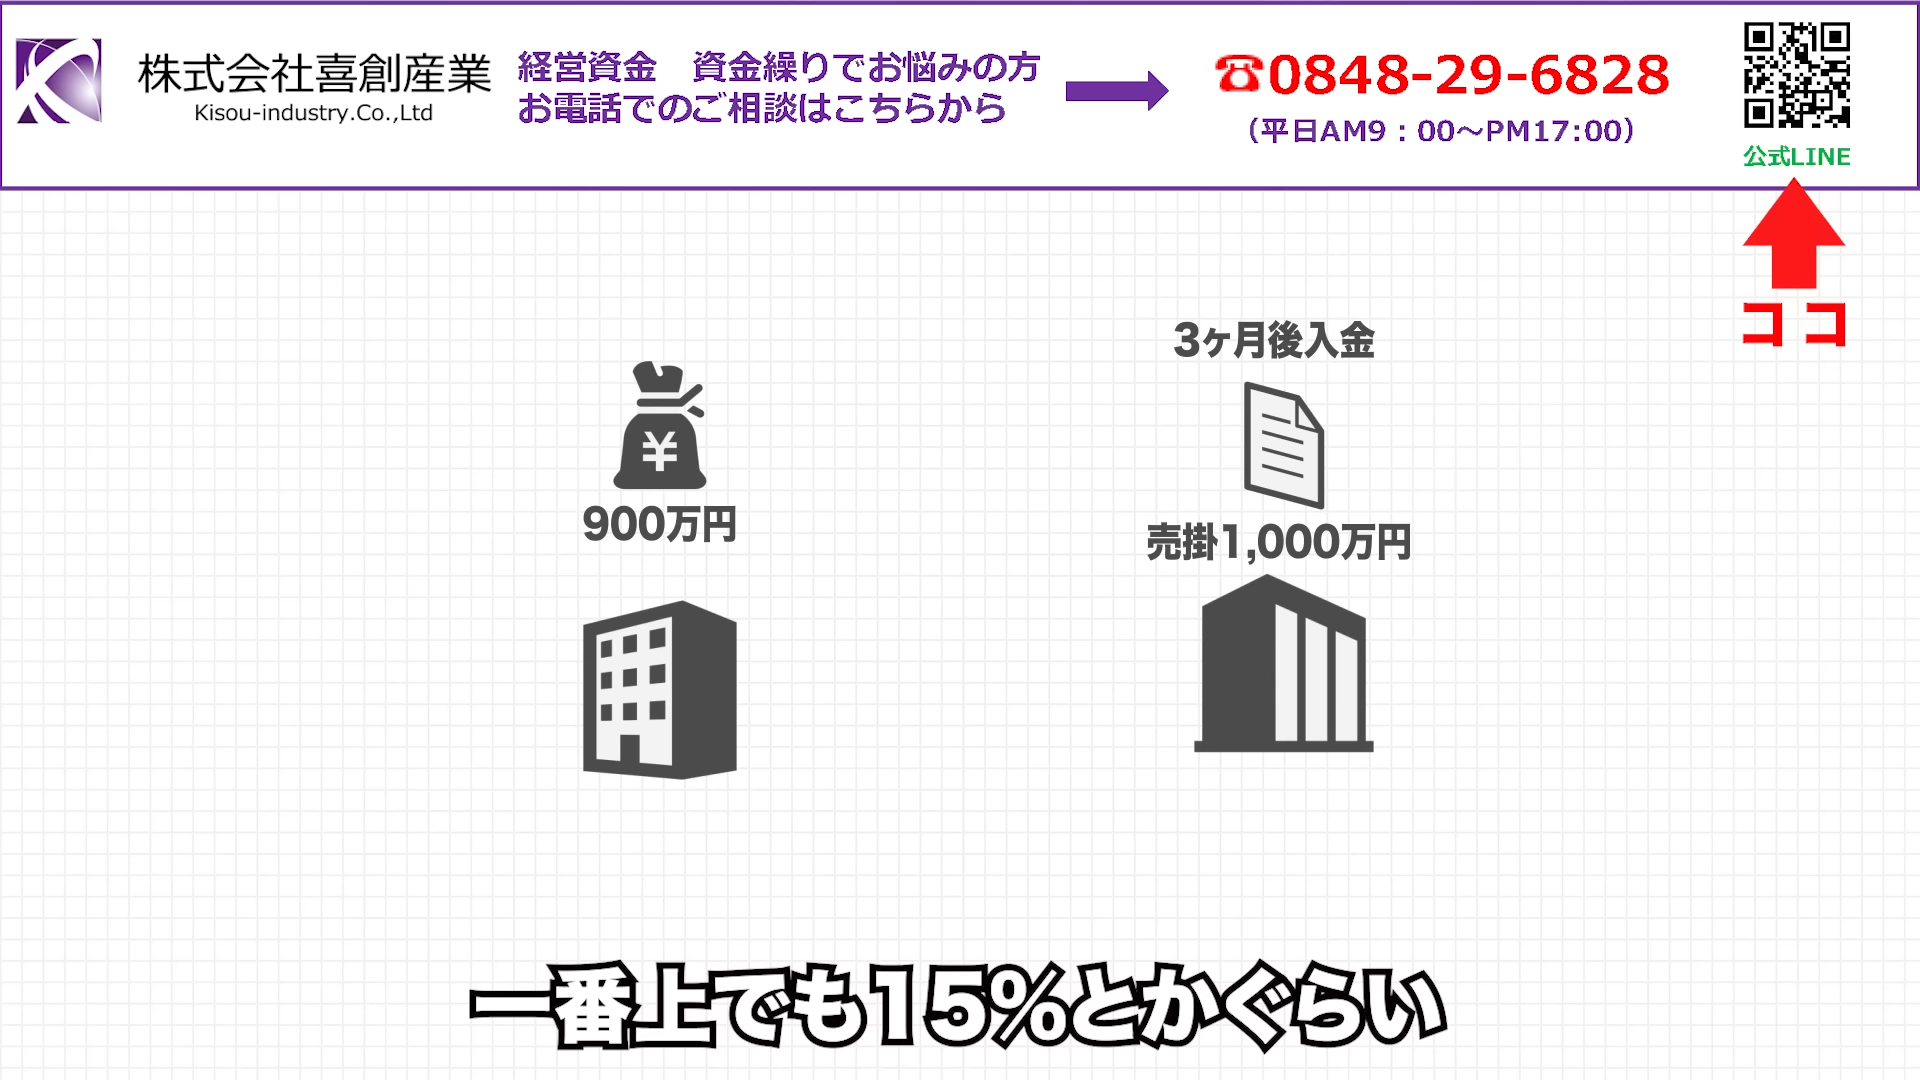 株式会社喜創産業
Kisou-industry.Co.,Ltd
経営資金　資金繰りでお悩みの方
お電話でのご相談はこちらから
☎0848-29-6828
（平日AM9：00～PM17:00）
公式LINE
ココ
3ヶ月後入金
¥
900万円
売掛1,000万円
一番上でも15%とかぐらい